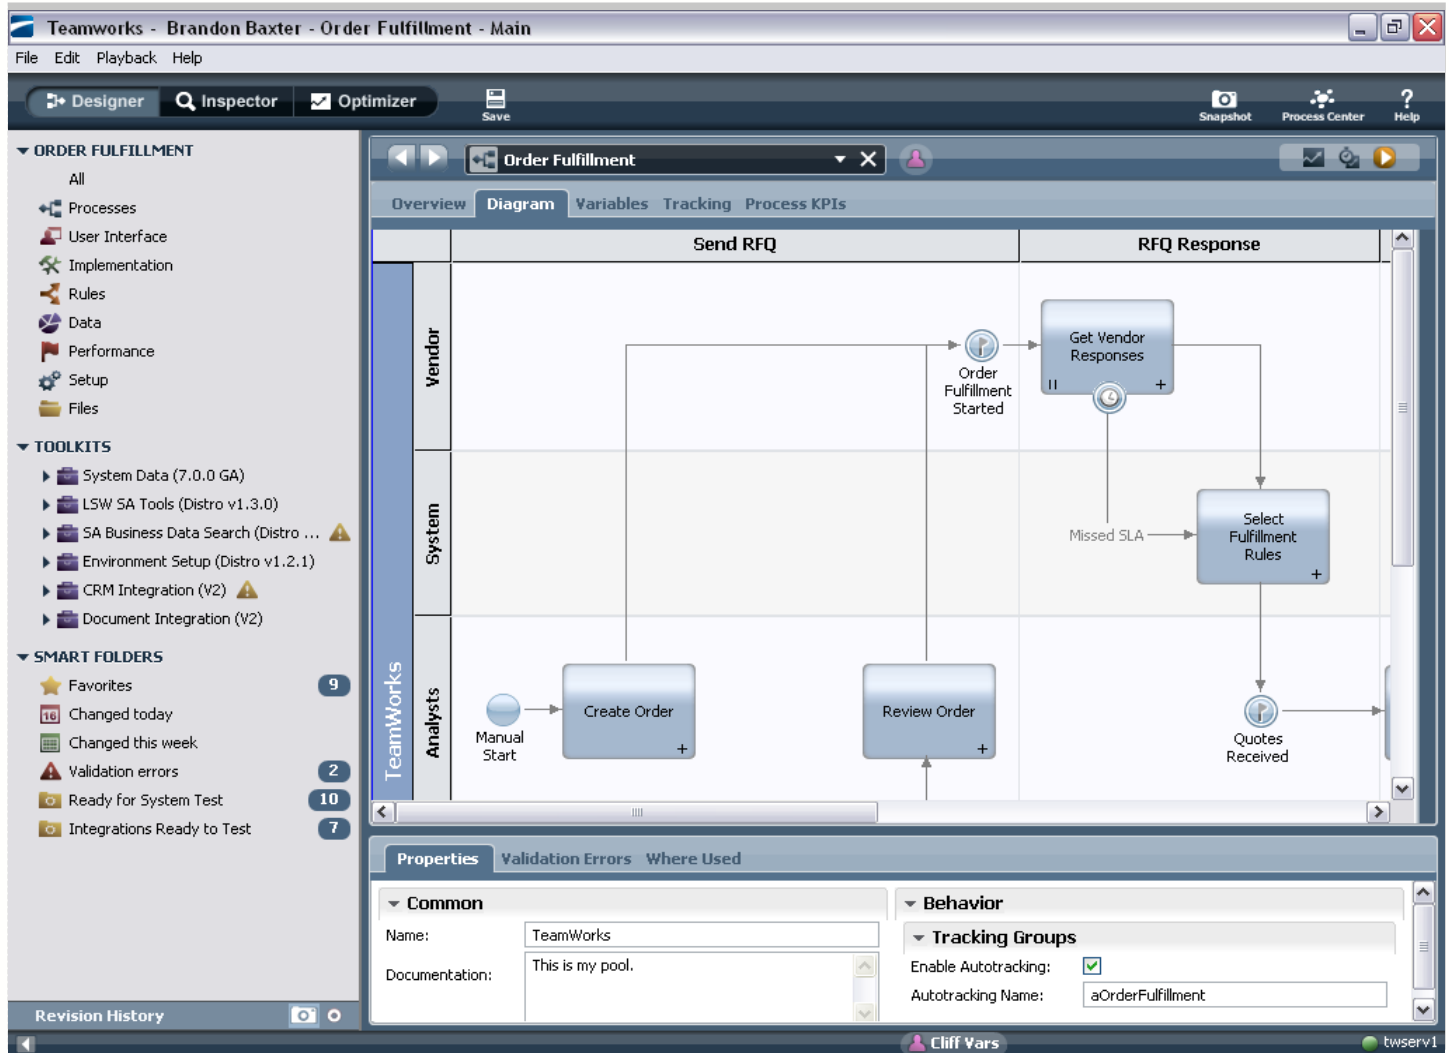 Teamworks - Brandon Baxter - Order Fulfillment - Main
File Edit Playback Help
Designer Inspector Optimizer Save Snapshot Process Center Help
ORDER FULFILLMENT
All
Processes
User Interface
Implementation
Rules
Data
Performance
Setup
Files
TOOLKITS
System Data (7.0.0 GA)
LSW SA Tools (Distro v1.3.0)
SA Business Data Search (Distro ...
Environment Setup (Distro v1.2.1)
CRM Integration (V2)
Document Integration (V2)
SMART FOLDERS
Favorites 9
16 Changed today
Changed this week
Validation errors 2
Ready for System Test 10
Integrations Ready to Test 7
Revision History
Order Fulfillment
Overview Diagram Variables Tracking Process KPIs
Send RFQ RFQ Response
TeamWorks
Vendor
Order
Fulfillment
Started
Get Vendor
Responses
System
Missed SLA
Select
Fulfillment
Rules
Analysts
Manual
Start
Create Order
Review Order
Quotes
Received
Properties Validation Errors Where Used
Common
Name: TeamWorks
Documentation: This is my pool.
Behavior
Tracking Groups
Enable Autotracking:
Autotracking Name: aOrderFulfillment
Cliff Vars twserv1